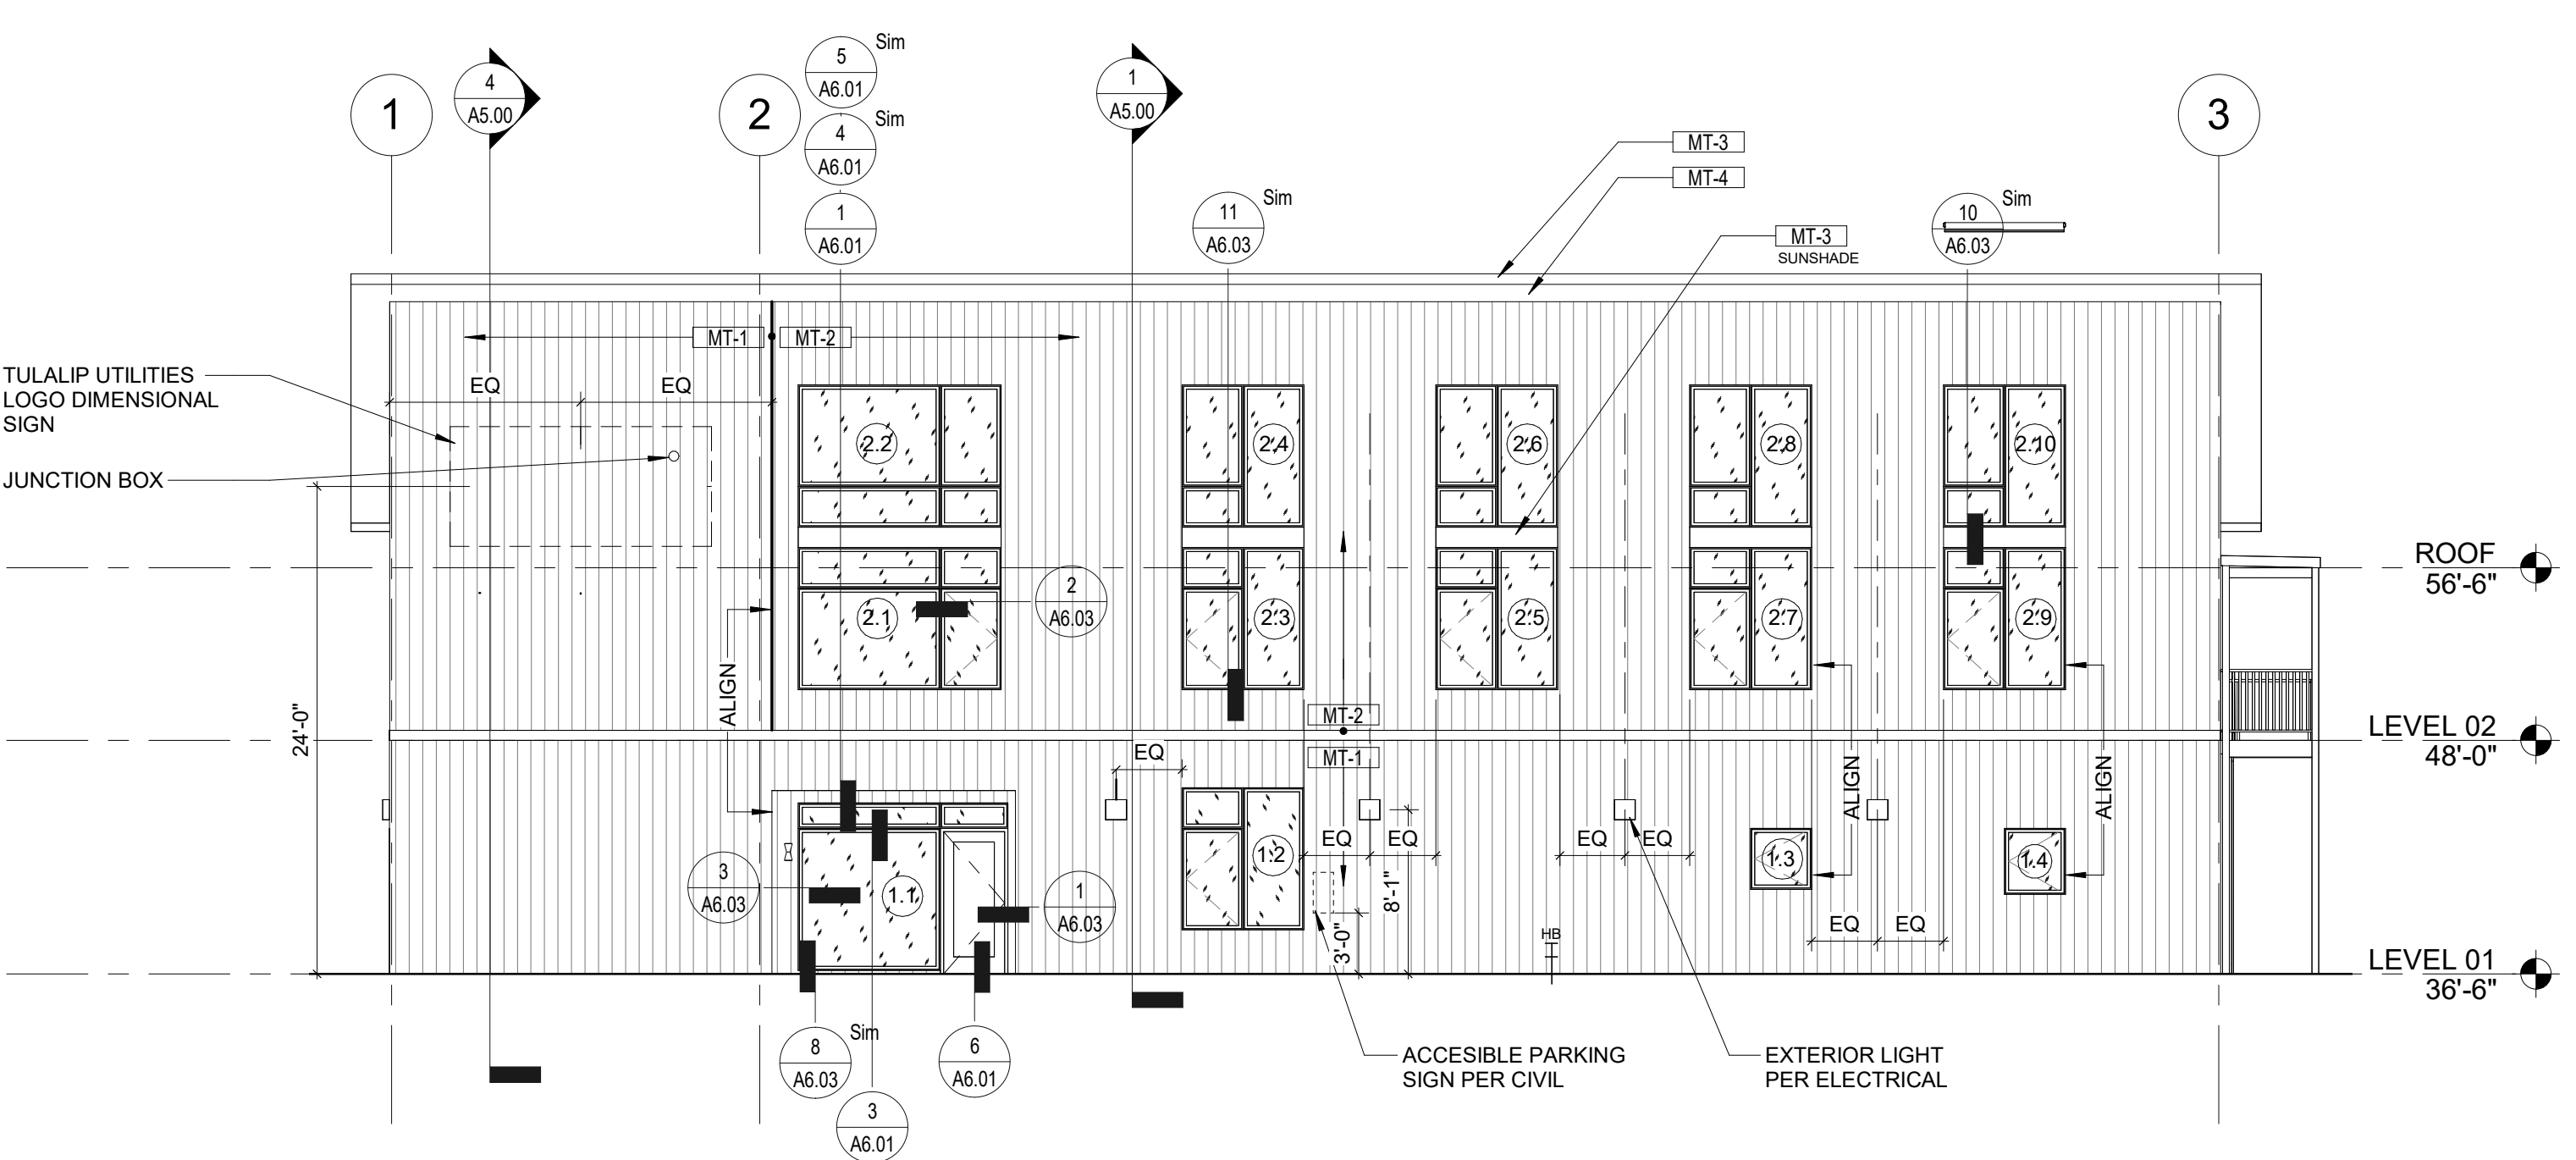 5
A6.01
Sim
4
A6.01
Sim
1
A6.01
1
4
A5.00
2
1
A5.00
3
MT-3
MT-4
11
A6.03
Sim
10
A6.03
Sim
MT-3
SUNSHADE
MT-1
MT-2
TULALIP UTILITIES
LOGO DIMENSIONAL
SIGN
EQ
EQ
JUNCTION BOX
2.2
2.4
2.6
2.8
2.10
ROOF
56'-6"
2
A6.03
2.1
2.3
2.5
2.7
2.9
ALIGN
24'-0"
MT-2
LEVEL 02
48'-0"
EQ
MT-1
ALIGN
ALIGN
EQ
EQ
EQ
EQ
1.2
1.3
1.4
3
A6.03
1.1
1
A6.03
8'-1"
3'-0"
HB
EQ
EQ
LEVEL 01
36'-6"
8
A6.03
Sim
6
A6.01
3
A6.01
ACCESIBLE PARKING
SIGN PER CIVIL
EXTERIOR LIGHT
PER ELECTRICAL